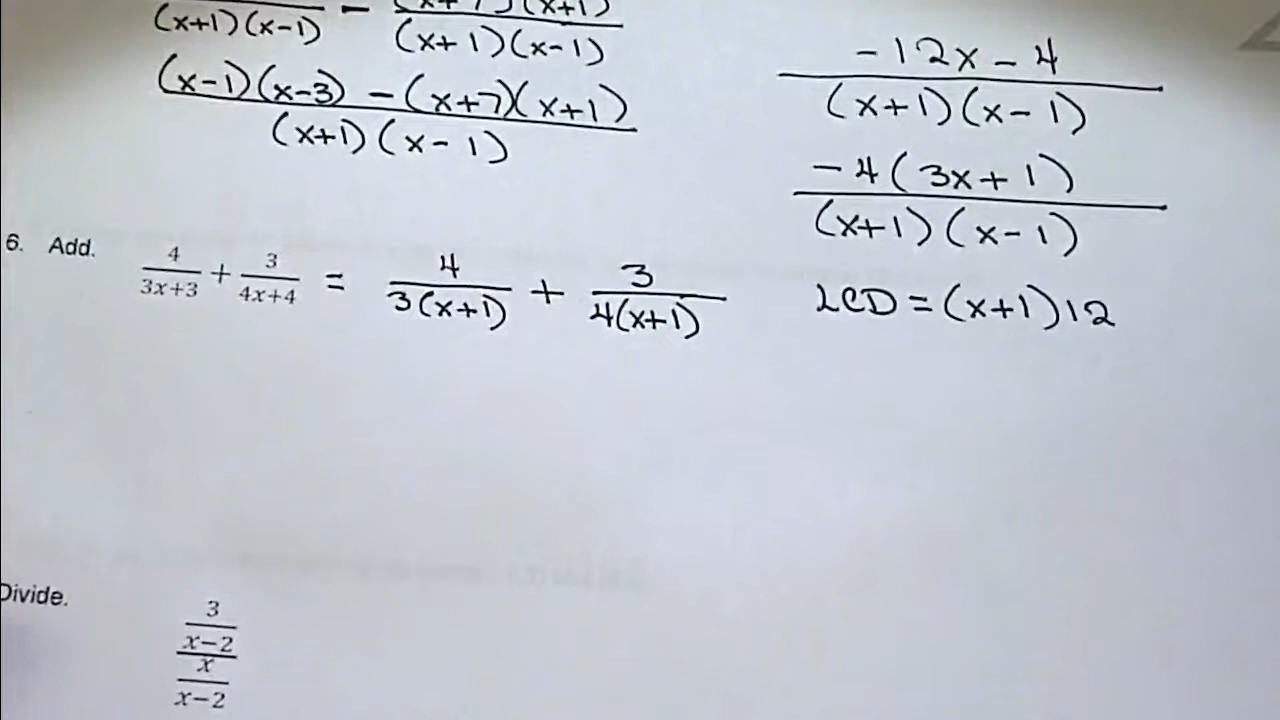 (x+1)(x-1) - (x+7)(x+1)
(x+1)(x-1)
(x-1)(x-3) - (x+7)(x+1)
(x+1)(x-1)
-12x-4
(x+1)(x-1)
-4(3x+1)
(x+1)(x-1)
6. Add. 4/3x+3 + 3/4x+4 = 4/3(x+1) + 3/4(x+1) LCD=(x+1)12
Divide.
3
x-2
x
x-2